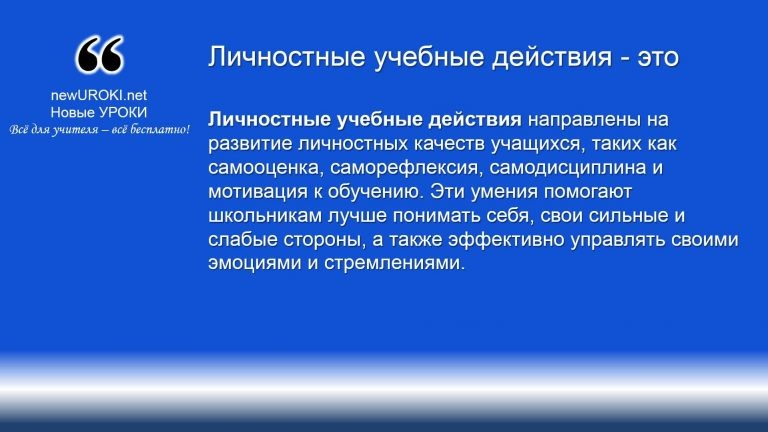 Личностные учебные действия - это
“
newUROKI.net
Новые УРОКИ
Всё для учителя – всё бесплатно!
Личностные учебные действия направлены на
развитие личностных качеств учащихся, таких как
самооценка, саморефлексия, самодисциплина и
мотивация к обучению. Эти умения помогают
школьникам лучше понимать себя, свои сильные и
слабые стороны, а также эффективно управлять своими
эмоциями и стремлениями.